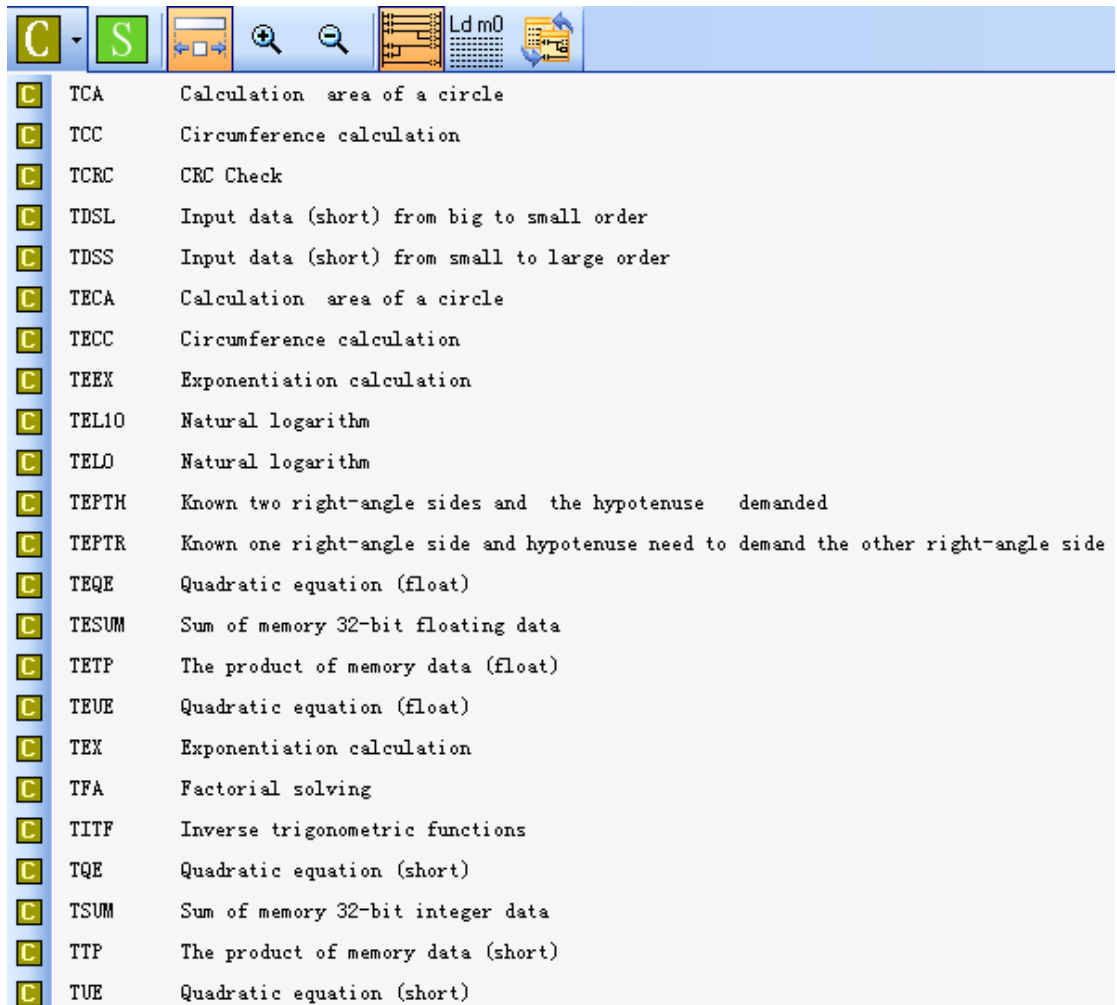 C S Ld m0
C TCA Calculation area of a circle
C TCC Circumference calculation
C TCRC CRC Check
C TDSL Input data (short) from big to small order
C TDSS Input data (short) from small to large order
C TECA Calculation area of a circle
C TECC Circumference calculation
C TEEX Exponentiation calculation
C TEL10 Natural logarithm
C TELO Natural logarithm
C TEPTH Known two right-angle sides and the hypotenuse demanded
C TEPTR Known one right-angle side and hypotenuse need to demand the other right-angle side
C TEQE Quadratic equation (float)
C TESUM Sum of memory 32-bit floating data
C TETP The product of memory data (float)
C TEUE Quadratic equation (float)
C TEX Exponentiation calculation
C TFA Factorial solving
C TITF Inverse trigonometric functions
C TQE Quadratic equation (short)
C TSUM Sum of memory 32-bit integer data
C TTP The product of memory data (short)
C TUE Quadratic equation (short)